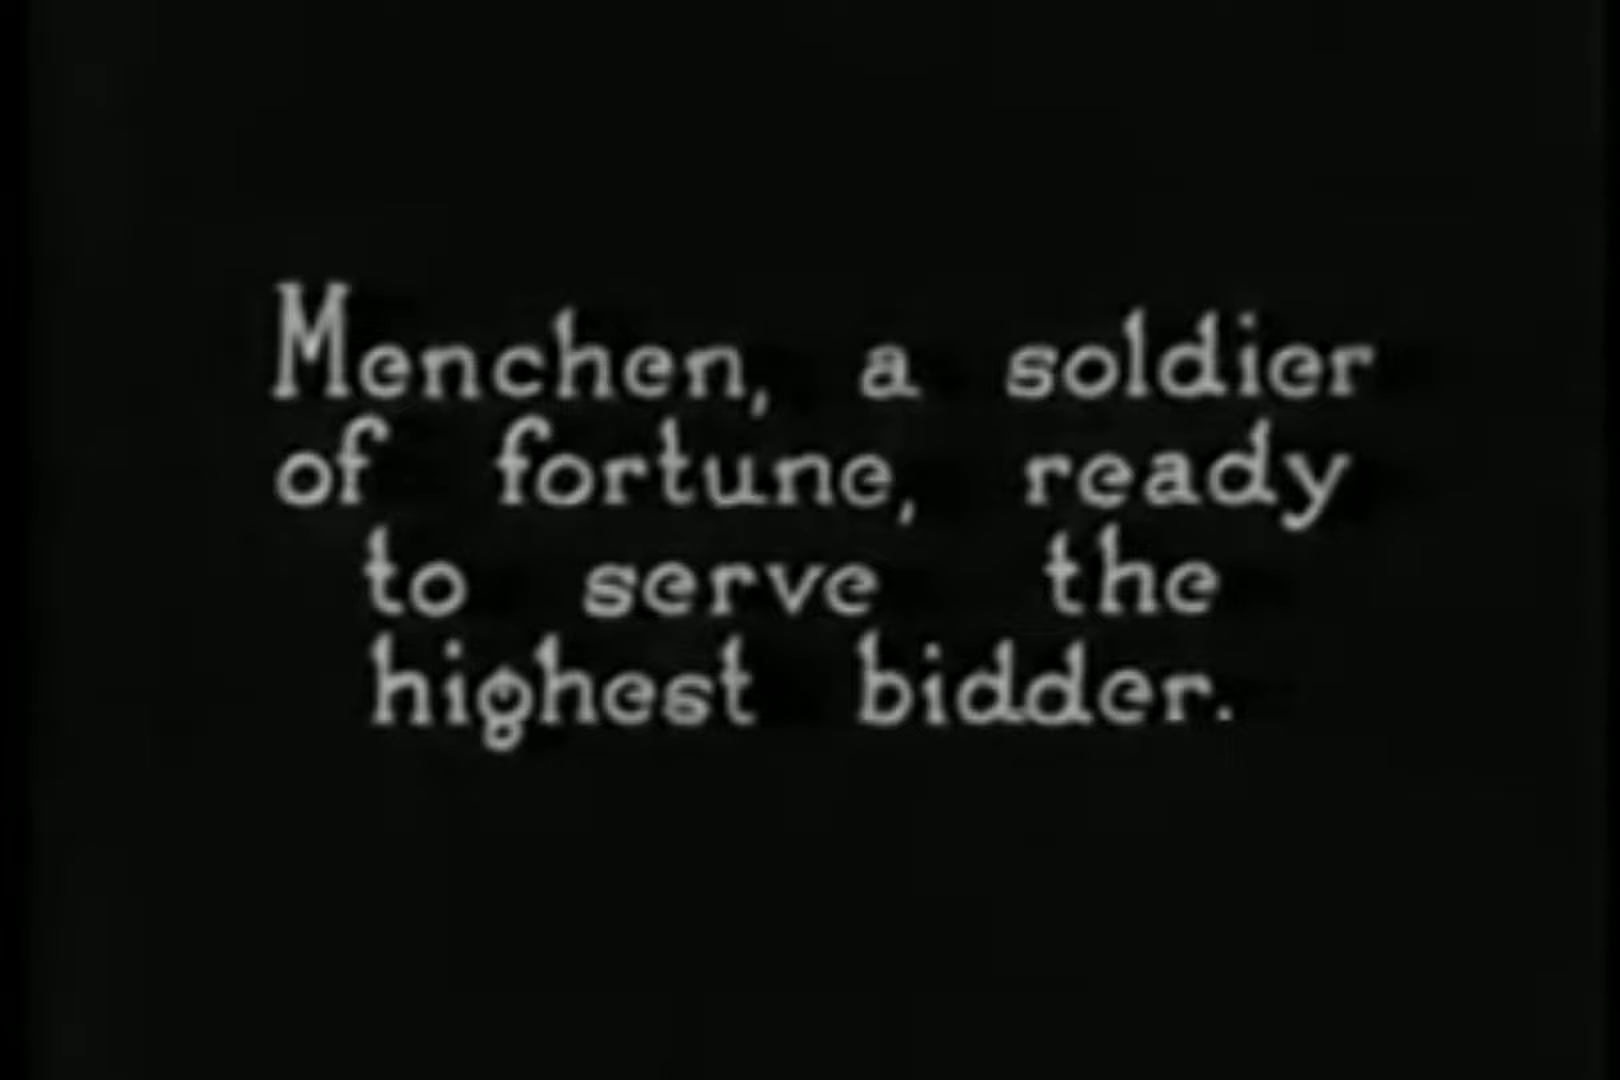 Menchen, a soldier
of fortune, ready
to serve the
highest bidder.